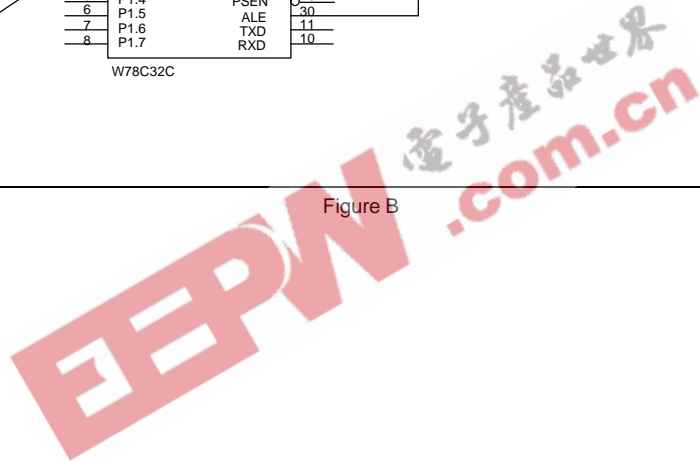 P1.4 PSEN
6 P1.5 ALE 30
7 P1.6 TXD 11
8 P1.7 RXD 10
W78C32C
Figure B
EEPW 電子產品世界
.com.cn